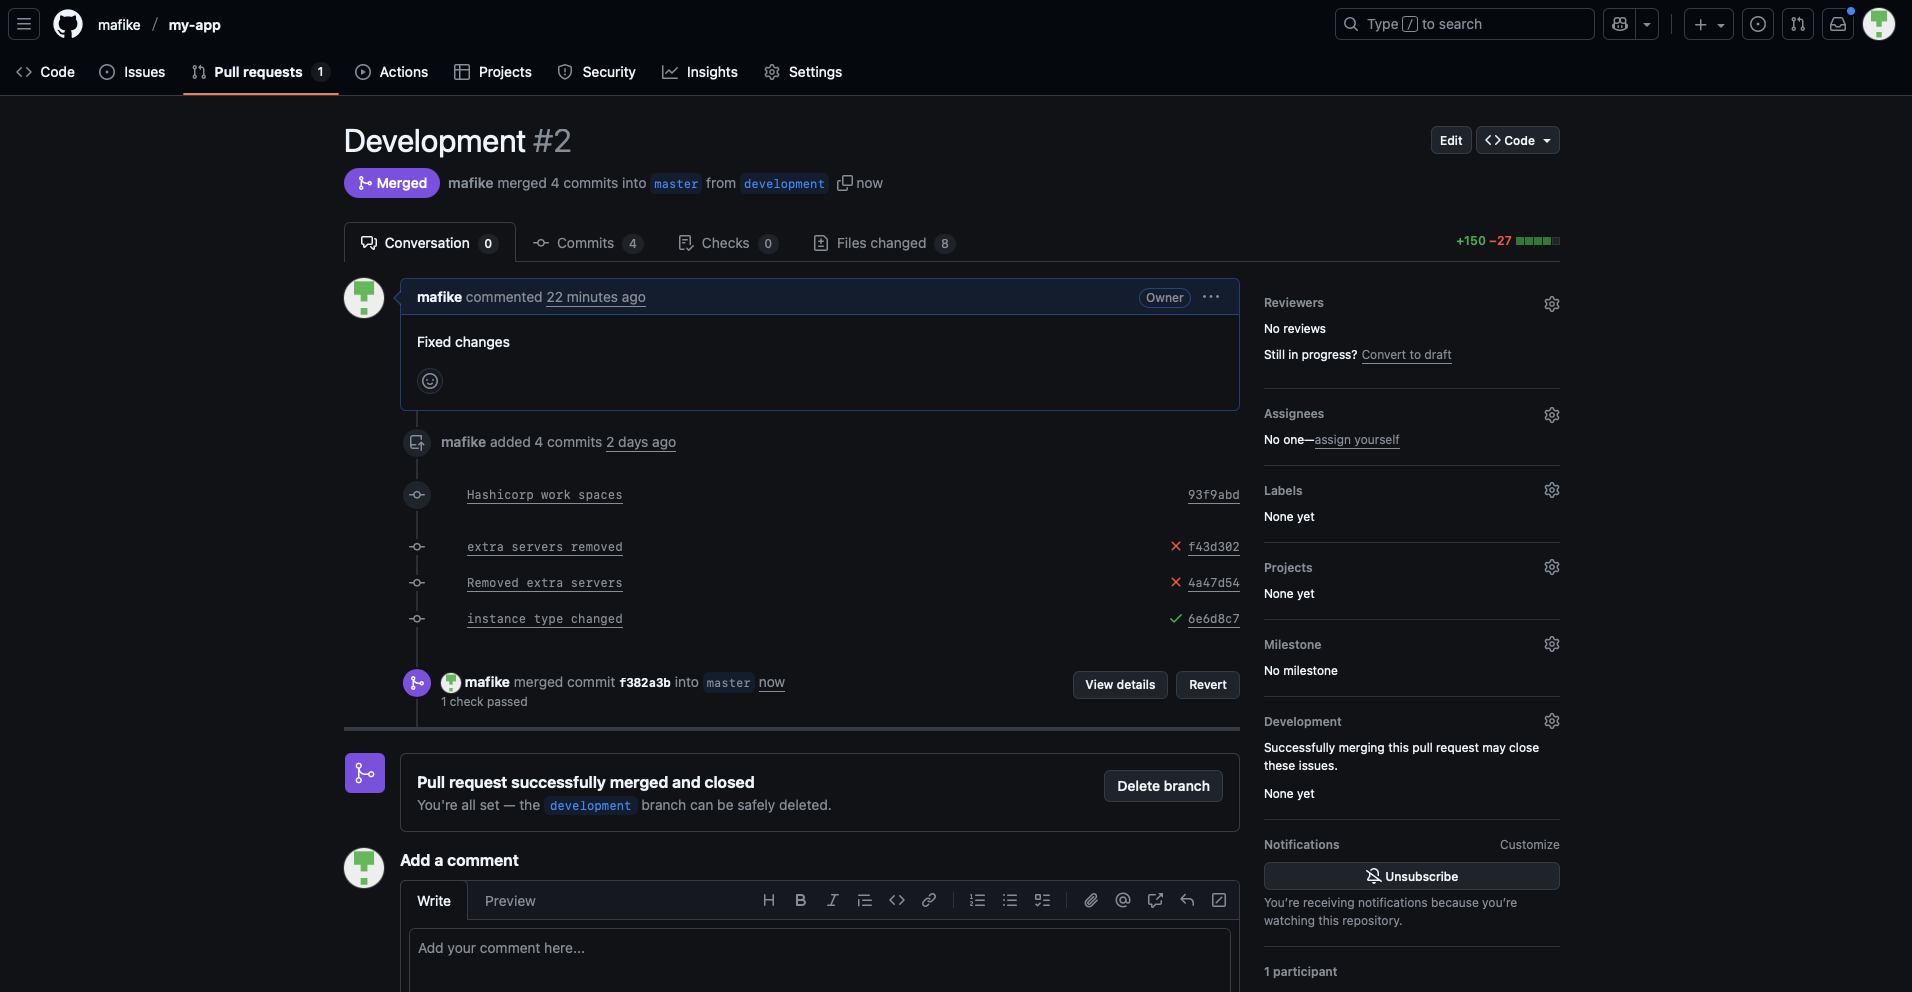 mafike / my-app
Type / to search
Code
Issues
Pull requests 1
Actions
Projects
Security
Insights
Settings
Development #2
Edit
Code
Merged
mafike merged 4 commits into master from development now
Conversation 0
Commits 4
Checks 0
Files changed 8
+150 −27
mafike commented 22 minutes ago
Owner
Fixed changes
mafike added 4 commits 2 days ago
Hashicorp work spaces 93f9abd
extra servers removed f43d302
Removed extra servers 4a47d54
instance type changed 6e6d8c7
mafike merged commit f382a3b into master now
1 check passed
View details
Revert
Pull request successfully merged and closed
You're all set — the development branch can be safely deleted.
Delete branch
Add a comment
Write
Preview
Add your comment here...
Reviewers
No reviews
Still in progress? Convert to draft
Assignees
No one—assign yourself
Labels
None yet
Projects
None yet
Milestone
No milestone
Development
Successfully merging this pull request may close
these issues.
None yet
Notifications
Customize
Unsubscribe
You're receiving notifications because you're
watching this repository.
1 participant